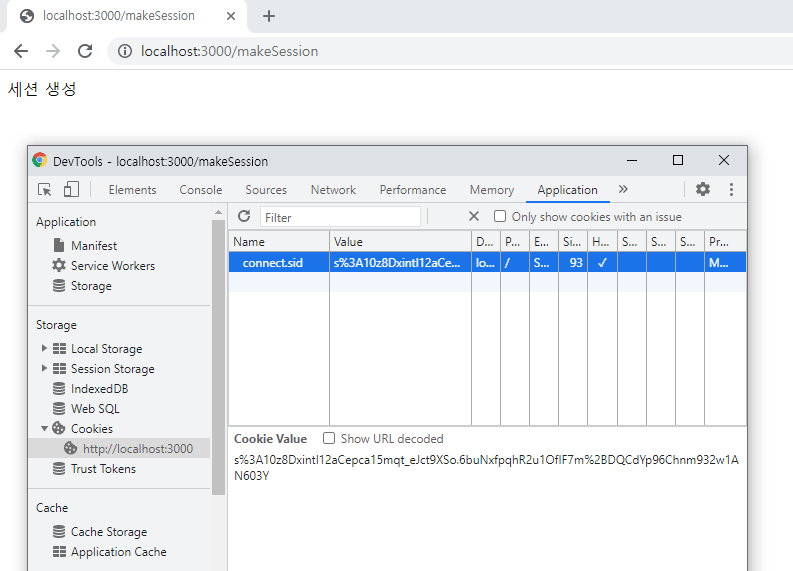 localhost:3000/makeSession
localhost:3000/makeSession
세션 생성
DevTools - localhost:3000/makeSession
Elements Console Sources Network Performance Memory Application »
Filter Only show cookies with an issue
Application
Manifest
Service Workers
Storage
Storage
Local Storage
Session Storage
IndexedDB
Web SQL
Cookies
http://localhost:3000
Trust Tokens
Cache
Cache Storage
Application Cache
Name Value D... P... E... Si... H... S... S... S... Pr...
connect.sid s%3A10z8DxintI12aCe... lo... / S... 93 ✓ M...
Cookie Value Show URL decoded
s%3A10z8DxintI12aCepca15mqt_eJct9XSo.6buNxfpqhR2u1OfIF7m%2BDQCdYp96Chnm932w1A
N603Y